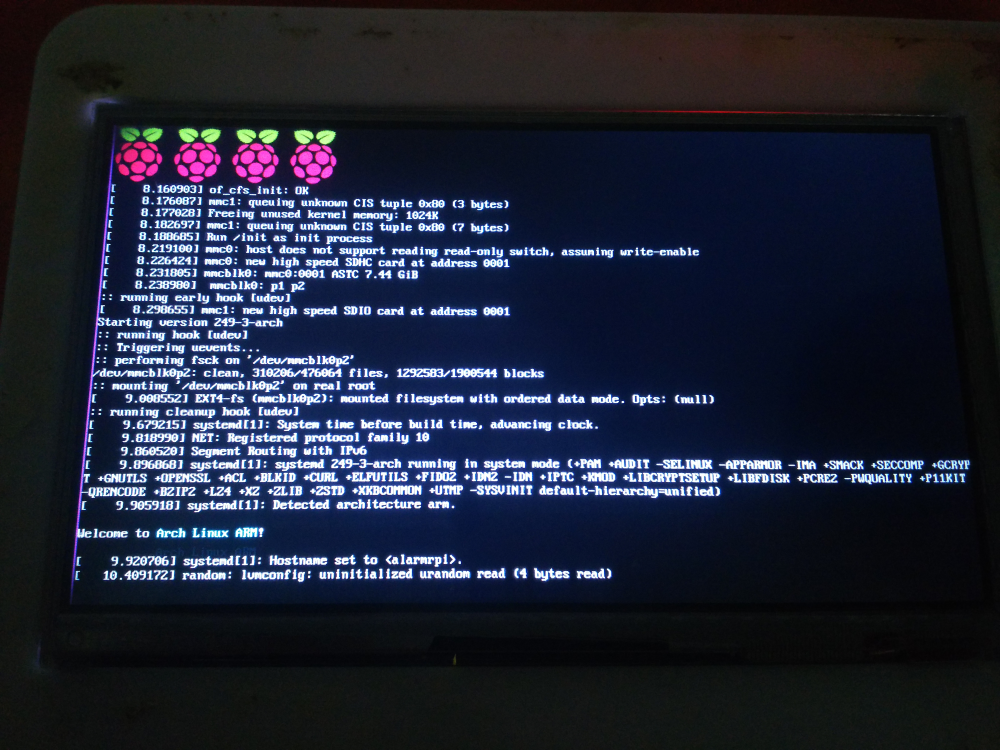 [    8.160903] of_cfs_init: OK
[    8.176087] mmc1: queuing unknown CIS tuple 0x80 (3 bytes)
[    8.177028] Freeing unused kernel memory: 1024K
[    8.182697] mmc1: queuing unknown CIS tuple 0x80 (7 bytes)
[    8.188685] Run /init as init process
[    8.219100] mmc0: host does not support reading read-only switch, assuming write-enable
[    8.226424] mmc0: new high speed SDHC card at address 0001
[    8.231805] mmcblk0: mmc0:0001 ASTC 7.44 GiB
[    8.238980]  mmcblk0: p1 p2
:: running early hook [udev]
[    8.298655] mmc1: new high speed SDIO card at address 0001
Starting version 249-3-arch
:: running hook [udev]
:: Triggering uevents...
:: performing fsck on '/dev/mmcblk0p2'
/dev/mmcblk0p2: clean, 310206/476064 files, 1292583/1900544 blocks
:: mounting '/dev/mmcblk0p2' on real root
[    9.008552] EXT4-fs (mmcblk0p2): mounted filesystem with ordered data mode. Opts: (null)
:: running cleanup hook [udev]
[    9.679215] systemd[1]: System time before build time, advancing clock.
[    9.818990] NET: Registered protocol family 10
[    9.860520] Segment Routing with IPv6
[    9.896868] systemd[1]: systemd 249-3-arch running in system mode (+PAM +AUDIT -SELINUX -APPARMOR -IMA +SMACK +SECCOMP +GCRYP
T +GNUTLS +OPENSSL +ACL +BLKID +CURL +ELFUTILS +FIDO2 +IDN2 -IDN +IPTC +KMOD +LIBCRYPTSETUP +LIBFDISK +PCRE2 -PWQUALITY +P11KIT
-QRENCODE +BZIP2 +LZ4 +XZ +ZLIB +ZSTD +XKBCOMMON +UTMP -SYSVINIT default-hierarchy=unified)
[    9.905918] systemd[1]: Detected architecture arm.
Welcome to Arch Linux ARM!
[    9.920706] systemd[1]: Hostname set to <alarmrpi>.
[   10.409172] random: lvmconfig: uninitialized urandom read (4 bytes read)